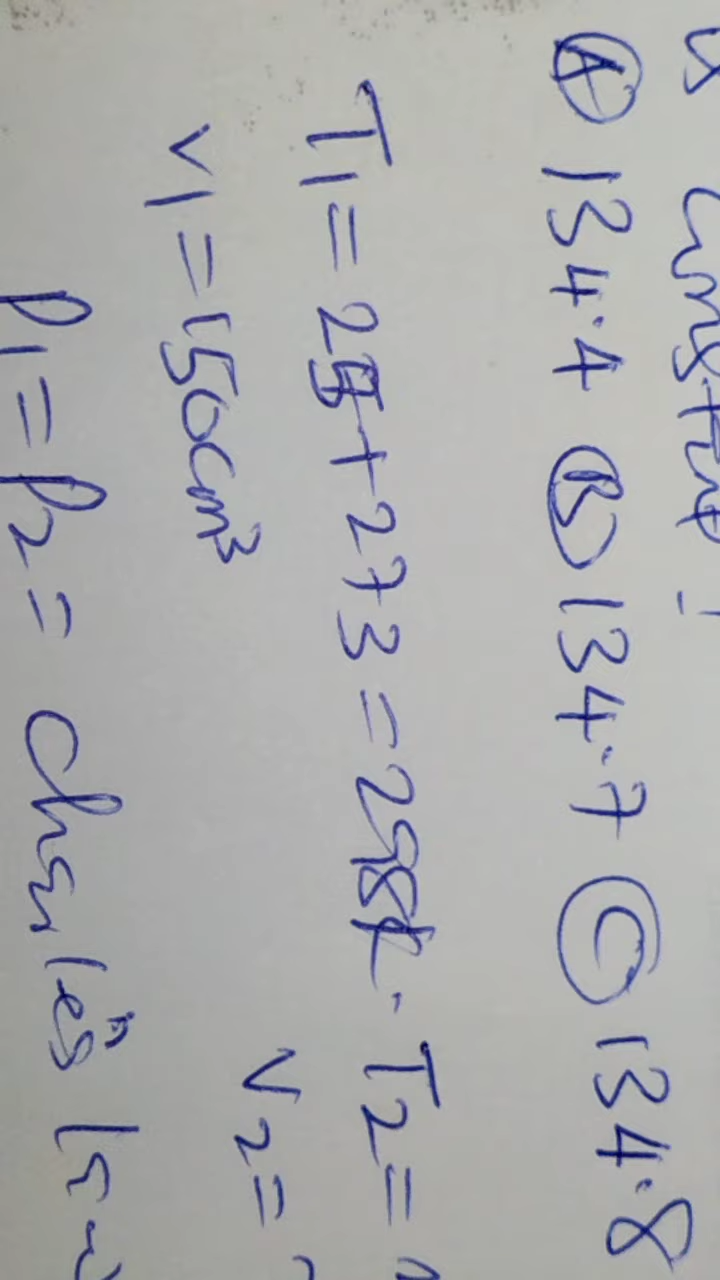 constant?
A 134.4 B 134.7 C 134.8
T1 = 25 + 273 = 298k. T2 =
V1 = 150cm³ V2 = ?
P1 = P2 = charles law